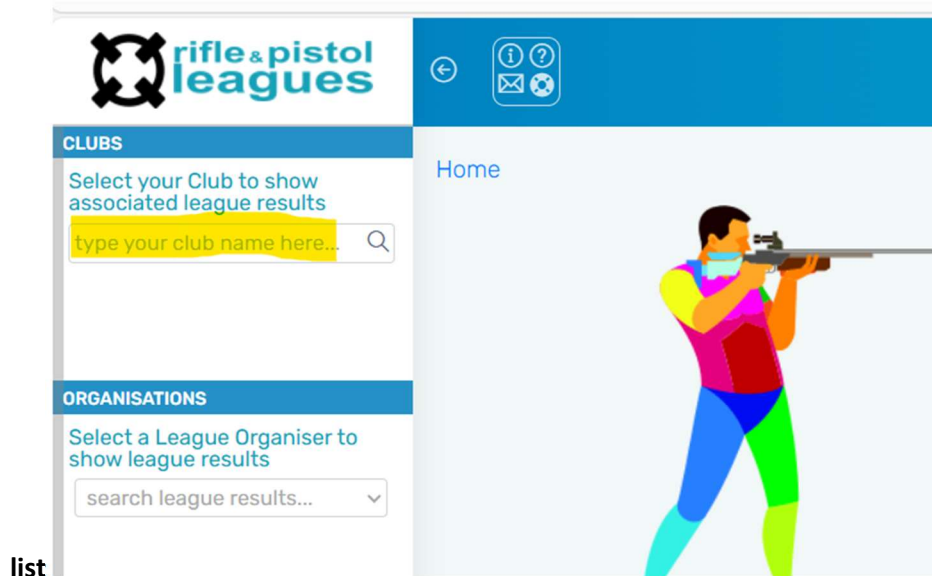 rifle & pistol
leagues
CLUBS
Select your Club to show
associated league results
type your club name here...
Home
ORGANISATIONS
Select a League Organiser to
show league results
search league results...
list